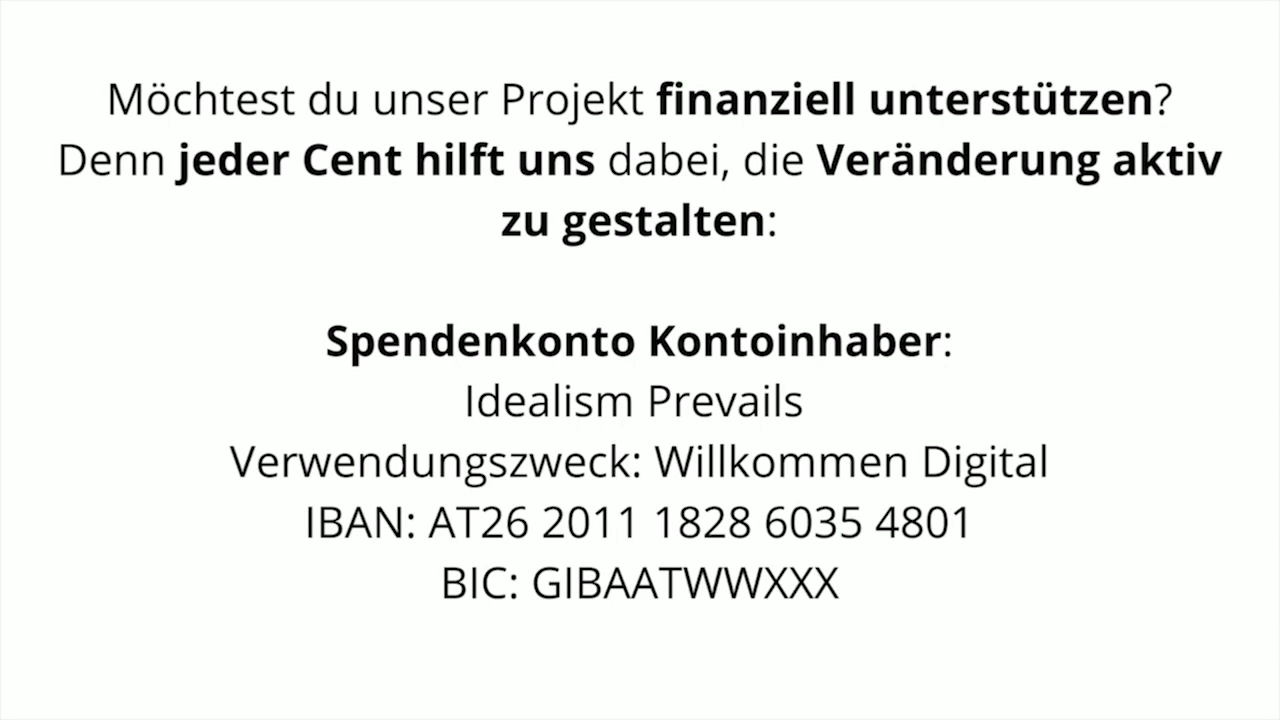 Möchtest du unser Projekt finanziell unterstützen?
Denn jeder Cent hilft uns dabei, die Veränderung aktiv
zu gestalten:
Spendenkonto Kontoinhaber:
Idealism Prevails
Verwendungszweck: Willkommen Digital
IBAN: AT26 2011 1828 6035 4801
BIC: GIBAATWWXXX